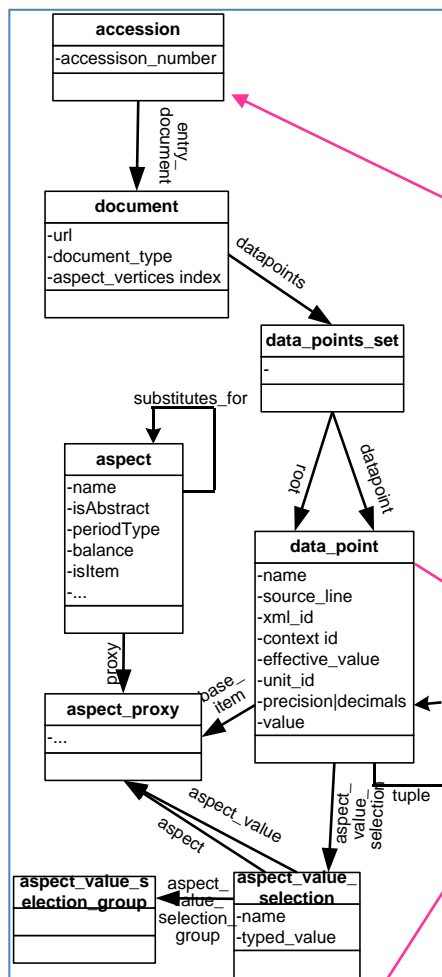 accession
-accessison_number
entry_
document
document
-url
-document_type
-aspect_vertices index
datapoints
data_points_set
-
substitutes_for
aspect
-name
-isAbstract
-periodType
-balance
-isItem
-...
root
datapoint
data_point
-name
-source_line
-xml_id
-context id
-effective_value
-unit_id
-precision|decimals
-value
proxy
base_
item
aspect_proxy
-...
aspect_value
aspect
aspect_
value_
selection
tuple
aspect_value_s
election_group
aspect_
value_
selection_
group
aspect_value_
selection
-name
-typed_value